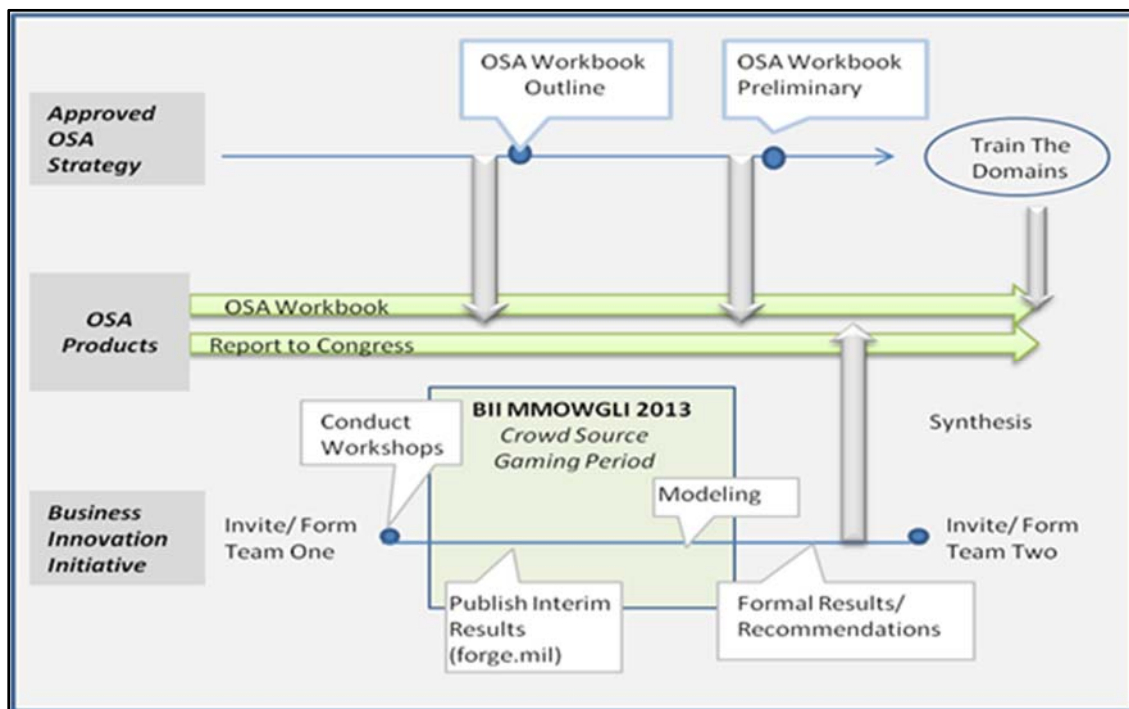 OSA Workbook
Outline
OSA Workbook
Preliminary
Approved
OSA
Strategy
Train The
Domains
OSA
Products
OSA Workbook
Report to Congress
BII MMOWGLI 2013
Crowd Source
Gaming Period
Conduct
Workshops
Synthesis
Modeling
Business
Innovation
Initiative
Invite/ Form
Team One
Invite/ Form
Team Two
Publish Interim
Results
(forge.mil)
Formal Results/
Recommendations